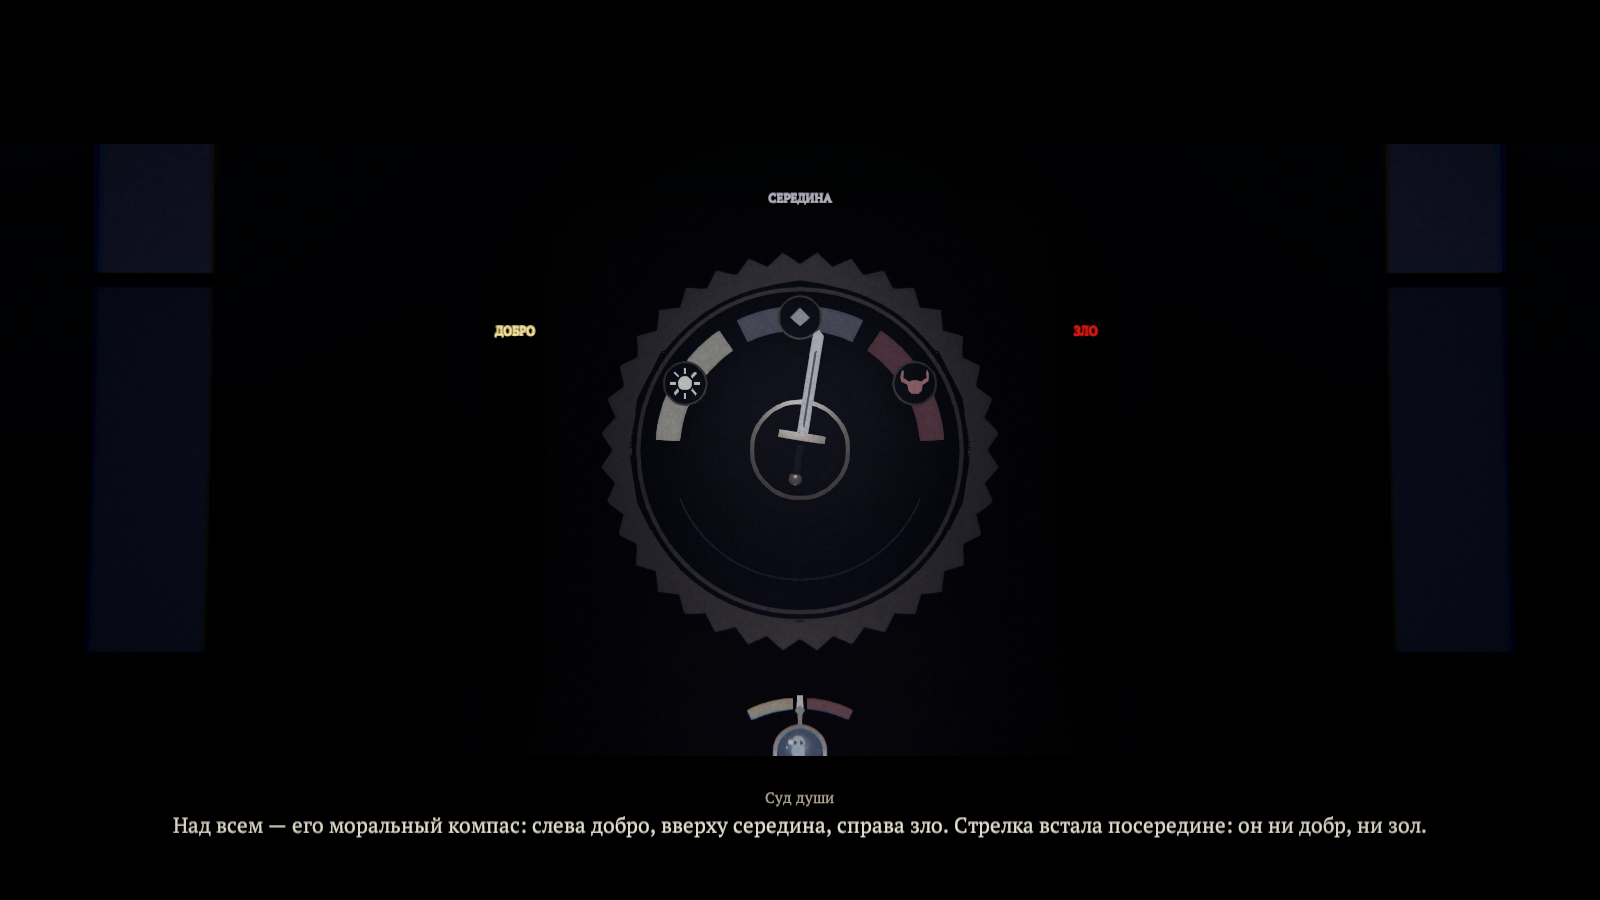 СЕРЕДИНА
ДОБРО
ЗЛО
Суд души
Над всем — его моральный компас: слева добро, вверху середина, справа зло. Стрелка встала посередине: он ни добр, ни зол.